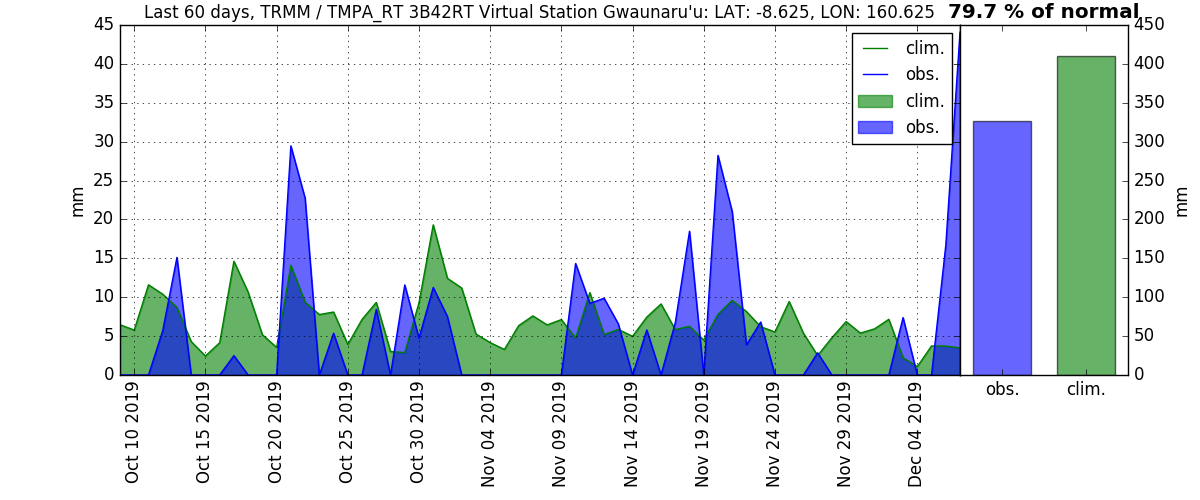 Last 60 days, TRMM / TMPA_RT 3B42RT Virtual Station Gwaunaru'u: LAT: -8.625, LON: 160.625 79.7 % of normal
45
40
35
30
25
20
15
10
5
0
mm
clim.
obs.
clim.
obs.
450
400
350
300
250
200
150
100
50
0
mm
obs.
clim.
Oct 10 2019
Oct 15 2019
Oct 20 2019
Oct 25 2019
Oct 30 2019
Nov 04 2019
Nov 09 2019
Nov 14 2019
Nov 19 2019
Nov 24 2019
Nov 29 2019
Dec 04 2019